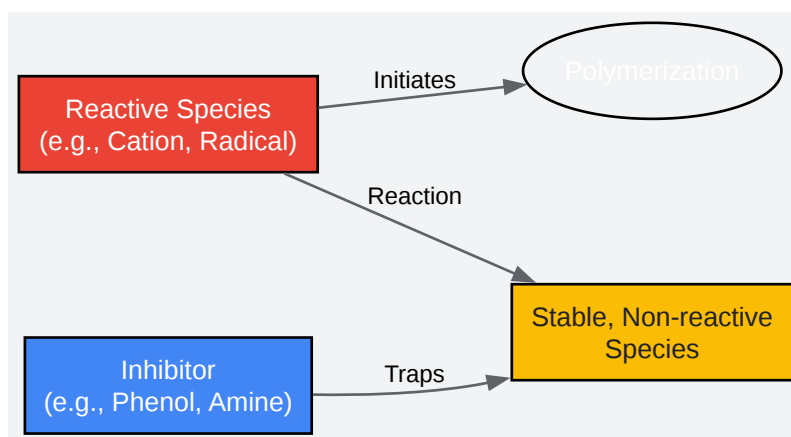 Initiates
Polymerization
Reactive Species
(e.g., Cation, Radical)
Reaction
Stable, Non-reactive
Species
Inhibitor
(e.g., Phenol, Amine)
Traps